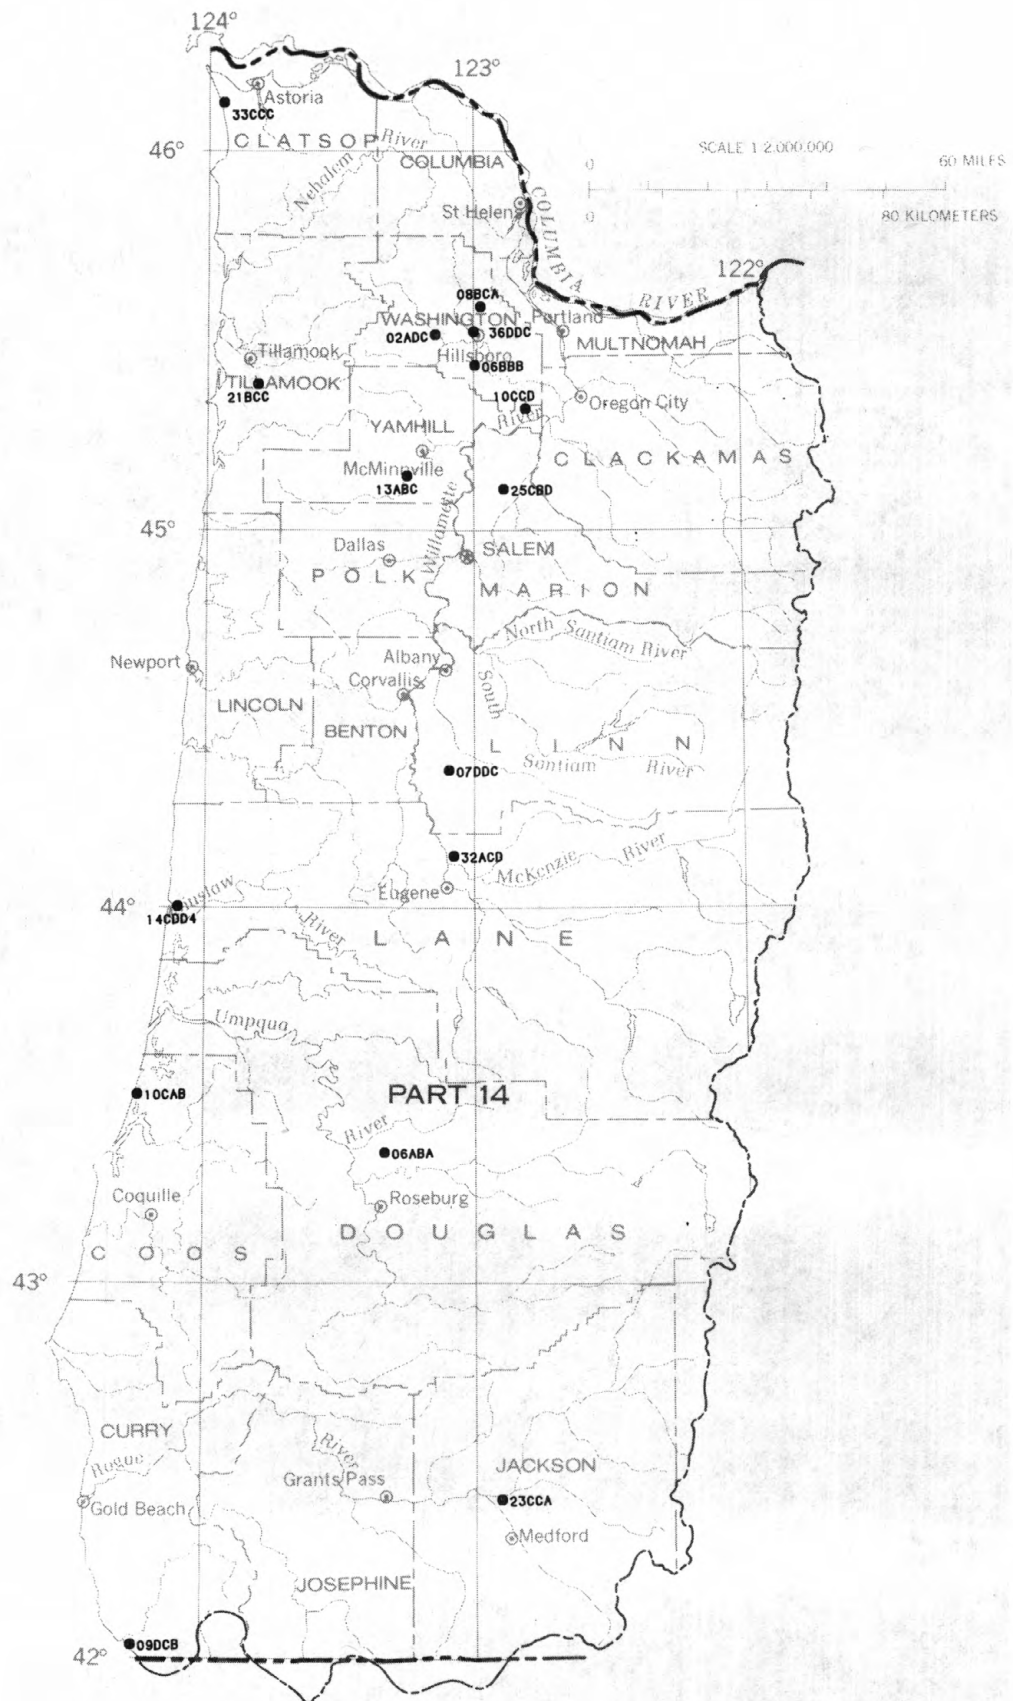 124°
123°
Astoria
33CCC
CLATSOP
River
46°
SCALE 1:2,000,000
0
60 MILES
COLUMBIA
Nehalem
St Helens
COLUMBIA
0
80 KILOMETERS
122°
08BCA
RIVER
WASHINGTON
Portland
02ADC
36DDC
MULTNOMAH
Tillamook
Hillsboro
06BBB
TILLAMOOK
21BCC
10CCD
Oregon City
River
YAMHILL
CLACKAMAS
McMinnville
13ABC
25CBD
Willamette
45°
Dallas
SALEM
POLK
MARION
North Santiam River
Albany
Newport
Corvallis
South
LINCOLN
BENTON
LINN
Santiam River
07DDC
32ACD
McKenzie River
Eugene
44°
14CDD4
River
LANE
Umpqua
PART 14
10CAB
River
06ABA
Coquille
Roseburg
DOUGLAS
COOS
43°
CURRY
River
Rogue
JACKSON
Grants Pass
23CCA
Gold Beach
Medford
JOSEPHINE
09DCB
42°